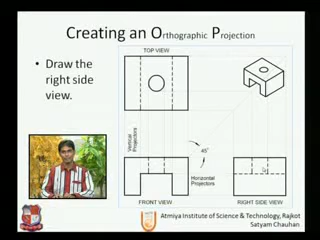 Creating an Orthographic Projection
• Draw the
right side
view.
TOP VIEW
Vertical
Projectors
45°
Horizontal
Projectors
FRONT VIEW
RIGHT SIDE VIEW
Atmiya Institute of Science & Technology, Rajkot
Satyam Chauhan